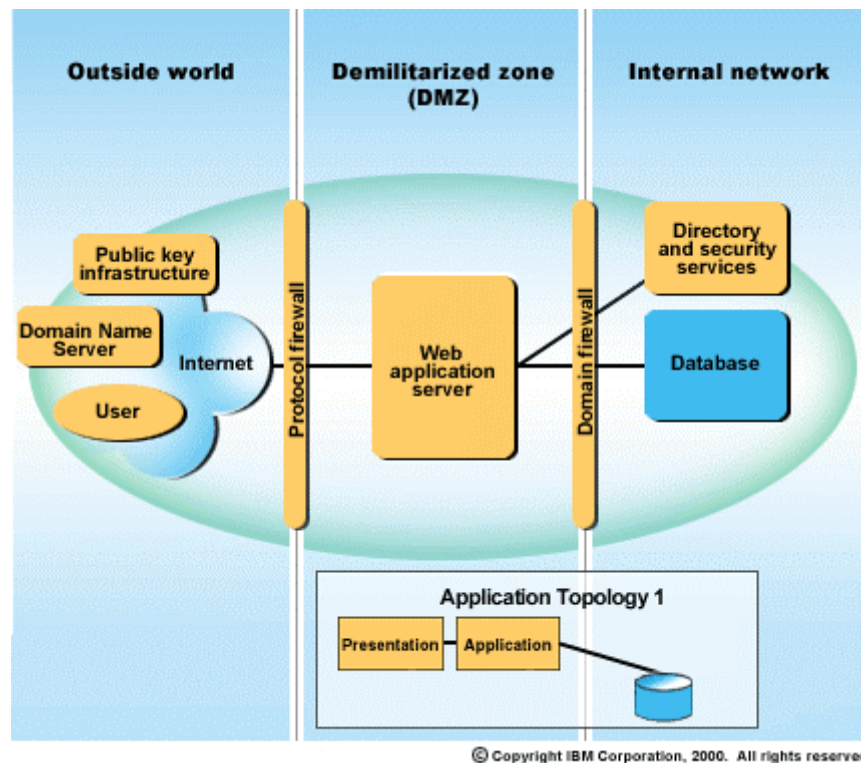 Outside world
Demilitarized zone
(DMZ)
Internal network
Public key
infrastructure
Domain Name
Server
Internet
User
Protocol firewall
Web
application
server
Domain firewall
Directory
and security
services
Database
Application Topology 1
Presentation
Application
© Copyright IBM Corporation, 2000. All rights reserve